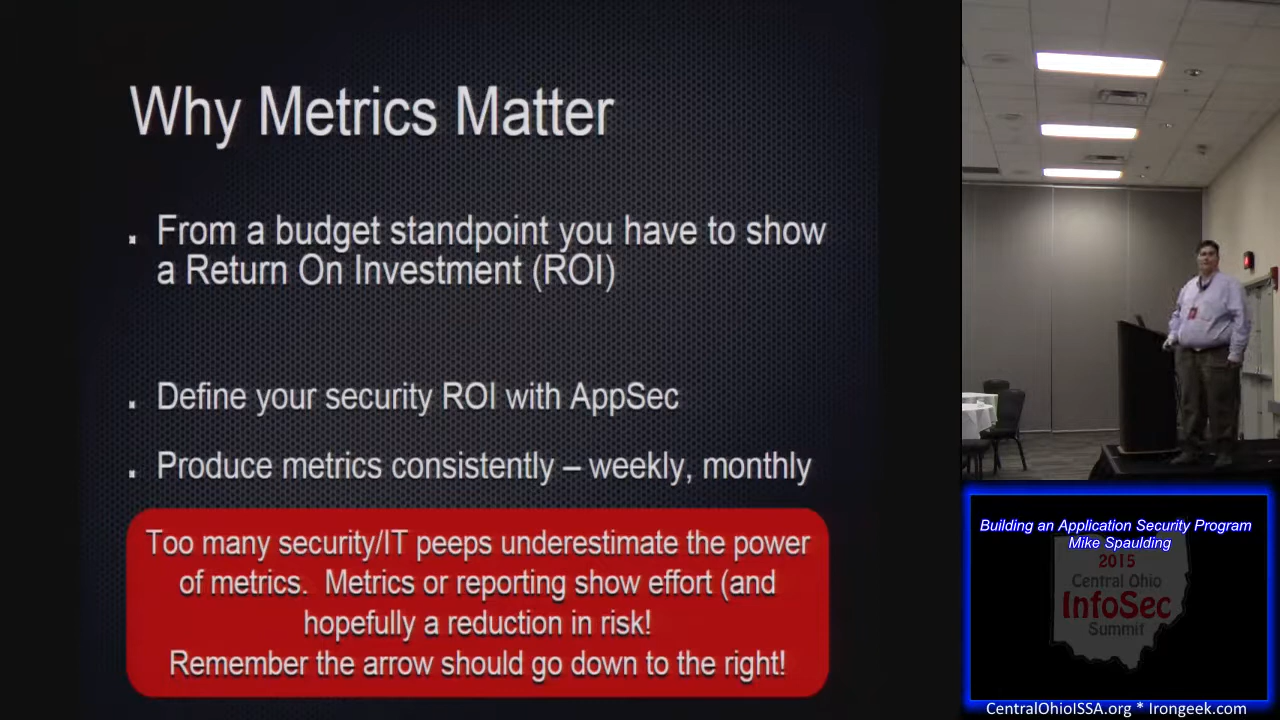 Why Metrics Matter
. From a budget standpoint you have to show
a Return On Investment (ROI)
. Define your security ROI with AppSec
. Produce metrics consistently – weekly, monthly
Too many security/IT peeps underestimate the power
of metrics. Metrics or reporting show effort (and
hopefully a reduction in risk!
Remember the arrow should go down to the right!
Building an Application Security Program
Mike Spaulding
2015
Central Ohio
InfoSec
Summit
CentralOhioISSA.org * Irongeek.com